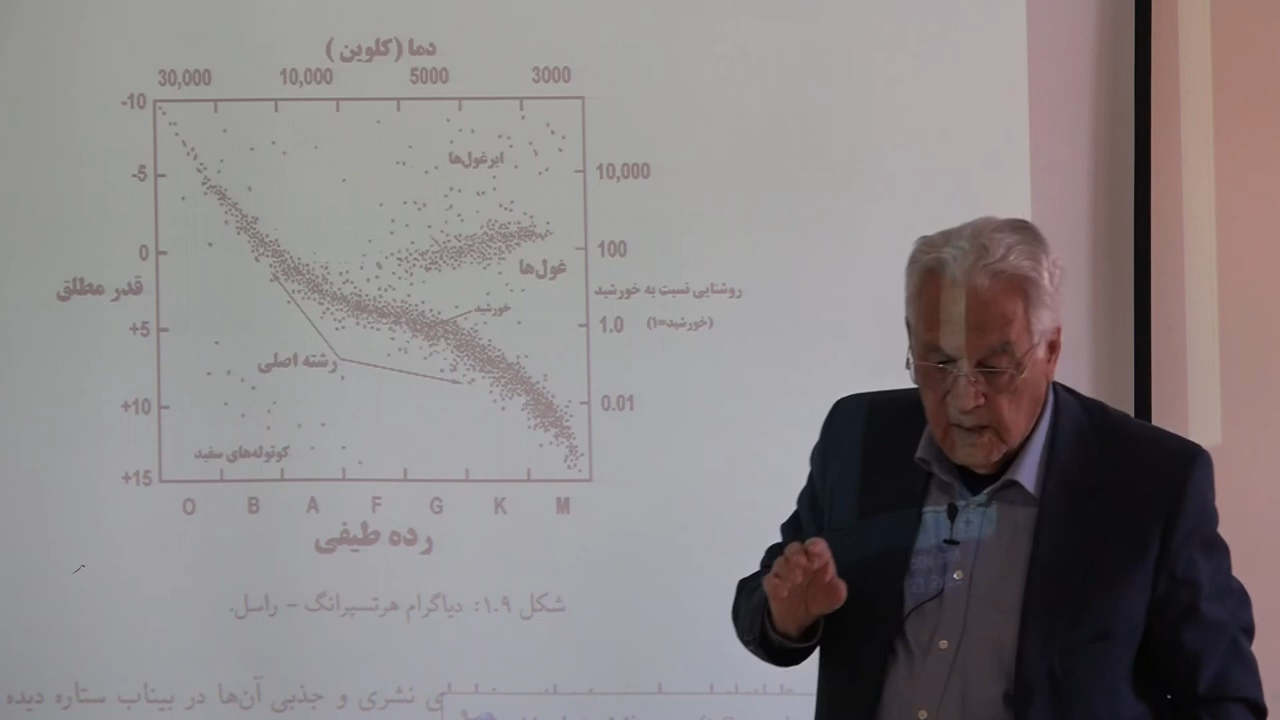 دما (کلوین)
30,000 10,000 5000 3000
-10
ابرغول‌ها
-5 10,000
0 100
غول‌ها
قدر مطلق
روشنایی نسبت به خورشید
(خورشید=۱)
خورشید
+5 1.0
رشته اصلی
+10 0.01
کوتوله‌های سفید
+15
O B A F G K M
رده طیفی
شکل ۱.۹: دیاگرام هرتسپرانگ - راسل.
ی نشری و جذبی آن‌ها در بیناب ستاره دیده